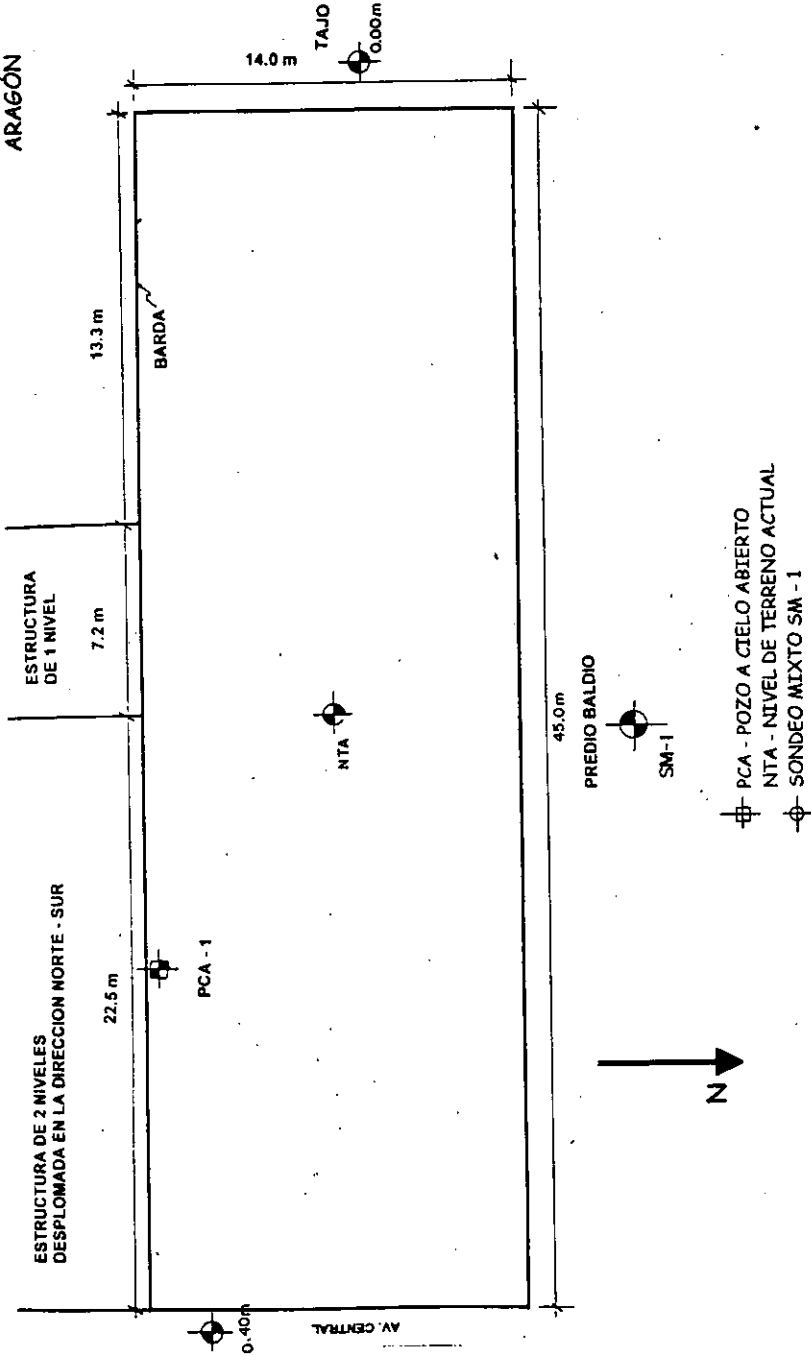 ARAGÓN
TAJO
0.00m
14.0 m
13.3 m
BARDA
ESTRUCTURA
DE 1 NIVEL
7.2 m
ESTRUCTURA DE 2 NIVELES
DESPLOMADA EN LA DIRECCION NORTE - SUR
22.5 m
PCA - 1
NTA
0.40m
AV. CENTRAL
45.0m
PREDIO BALDIO
SM-1
N
PCA - POZO A CIELO ABIERTO
NTA - NIVEL DE TERRENO ACTUAL
SONDEO MIXTO SM - 1